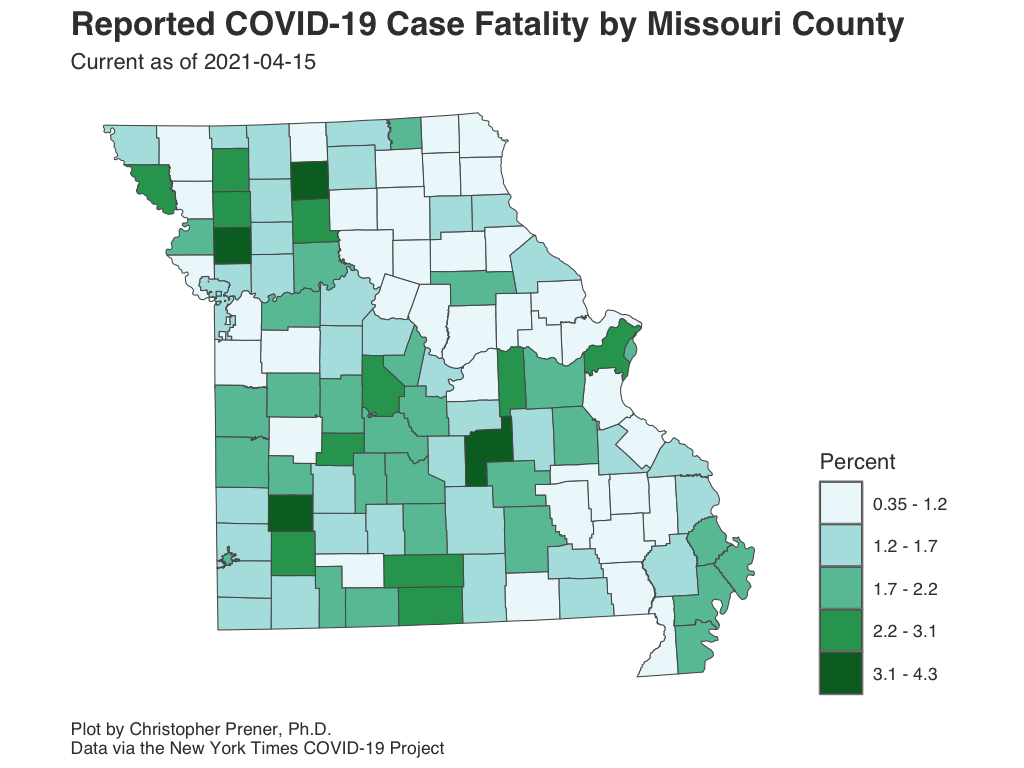 Reported COVID-19 Case Fatality by Missouri County
Current as of 2021-04-15
Percent
0.35 - 1.2
1.2 - 1.7
1.7 - 2.2
2.2 - 3.1
3.1 - 4.3
Plot by Christopher Prener, Ph.D.
Data via the New York Times COVID-19 Project